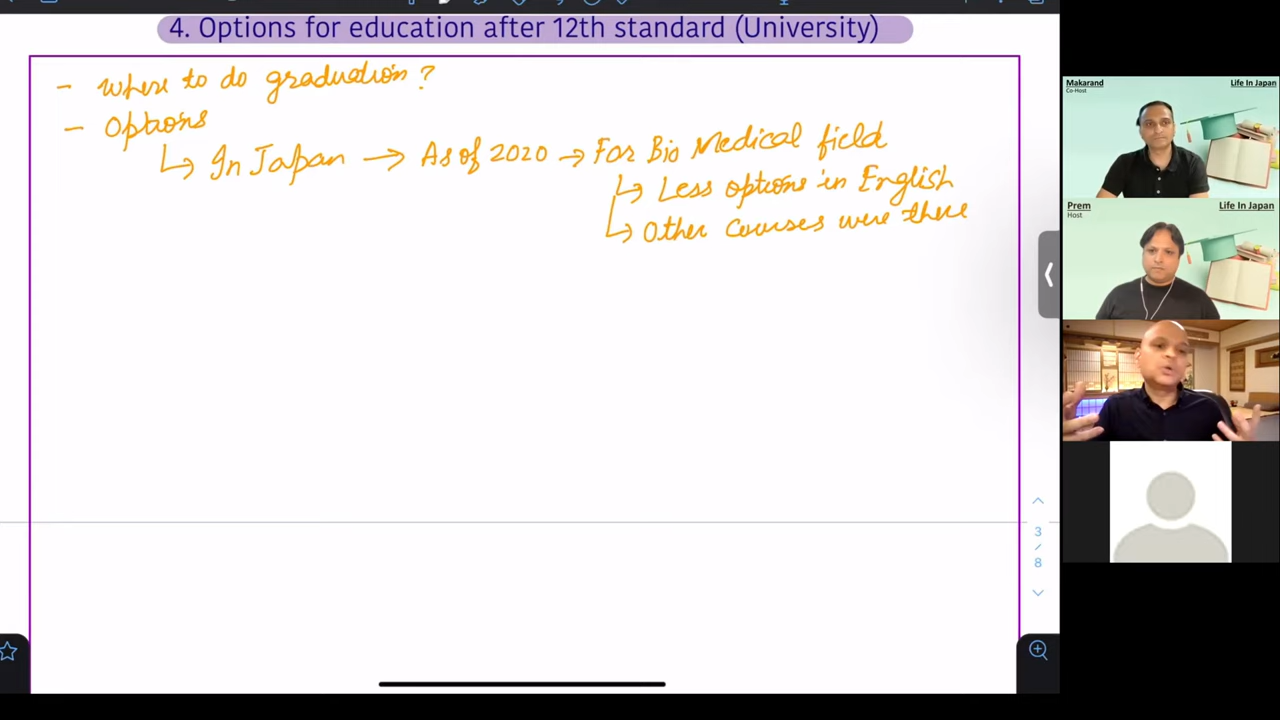 4. Options for education after 12th standard (University)
- Where to do graduation?
- Options
↳ In Japan → As of 2020 → For Bio Medical field
↳ Less options in English
↳ Other courses were there
3
/
8
Makarand
Co-Host
Life In Japan
Prem
Host
Life In Japan